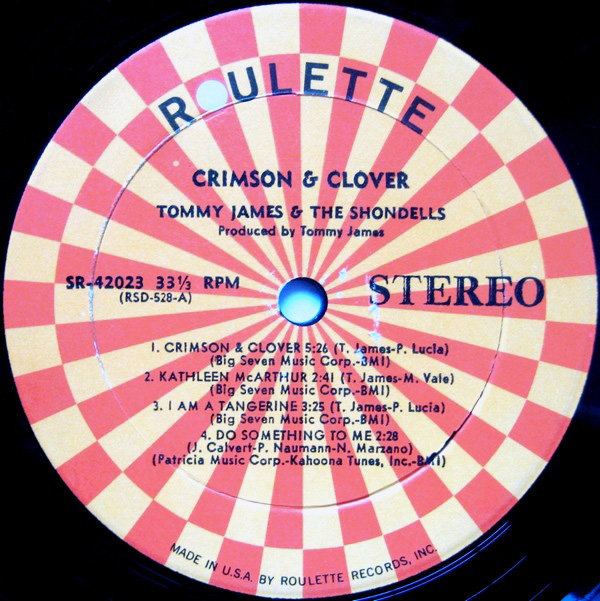 ROULETTE
CRIMSON & CLOVER
TOMMY JAMES & THE SHONDELLS
Produced by Tommy James
SR-42023 33⅓ RPM
(RSD-528-A)
STEREO
1. CRIMSON & CLOVER 5:26 (T. James-P. Lucia)
(Big Seven Music Corp.-BMI)
2. KATHLEEN McARTHUR 2:41 (T. James-M. Vale)
(Big Seven Music Corp.-BMI)
3. I AM A TANGERINE 3:25 (T. James-P. Lucia)
(Big Seven Music Corp.-BMI)
4. DO SOMETHING TO ME 2:28
(J. Calvert-P. Naumann-N. Marzano)
(Patricia Music Corp.-Kahoona Tunes, Inc.-BMI)
MADE IN U.S.A. BY ROULETTE RECORDS, INC.